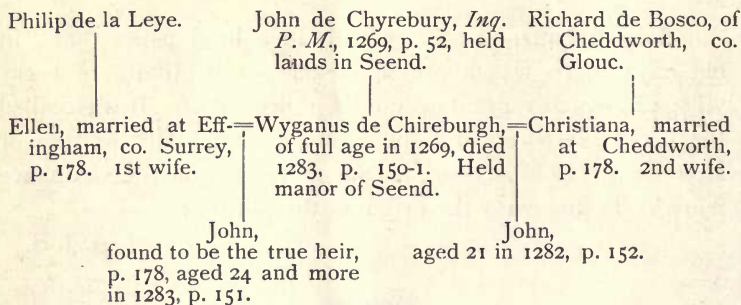 Philip de la Leye.
John de Chyrebury, Inq.
P. M., 1269, p. 52, held
lands in Seend.
Richard de Bosco, of
Cheddworth, co.
Glouc.
Ellen, married at Eff-
ingham, co. Surrey,
p. 178. 1st wife.
=Wyganus de Chireburgh,=
of full age in 1269, died
1283, p. 150-1. Held
manor of Seend.
Christiana, married
at Cheddworth,
p. 178. 2nd wife.
John,
found to be the true heir,
p. 178, aged 24 and more
in 1283, p. 151.
John,
aged 21 in 1282, p. 152.